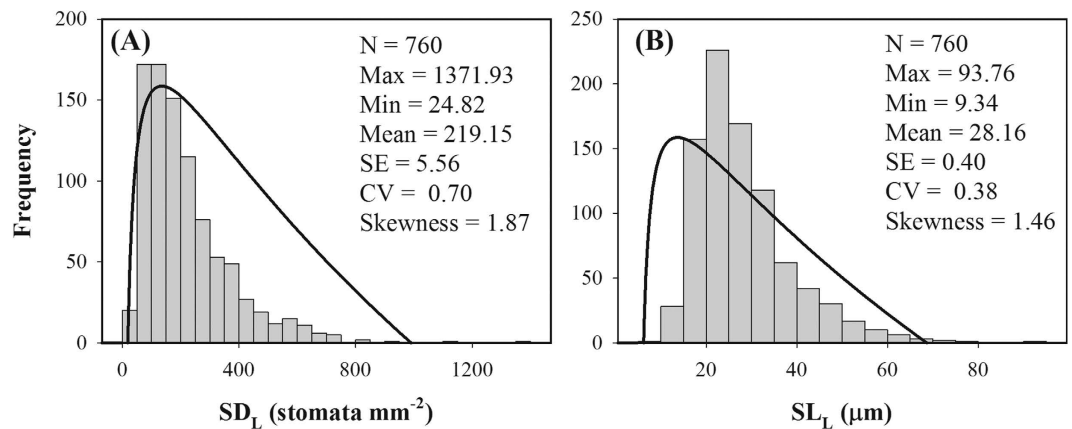 (A)
N = 760
Max = 1371.93
Min = 24.82
Mean = 219.15
SE = 5.56
CV = 0.70
Skewness = 1.87
200
150
100
50
0
Frequency
0 400 800 1200
SD_L (stomata mm⁻²)
(B)
N = 760
Max = 93.76
Min = 9.34
Mean = 28.16
SE = 0.40
CV = 0.38
Skewness = 1.46
250
200
150
100
50
0
20 40 60 80
SL_L (μm)